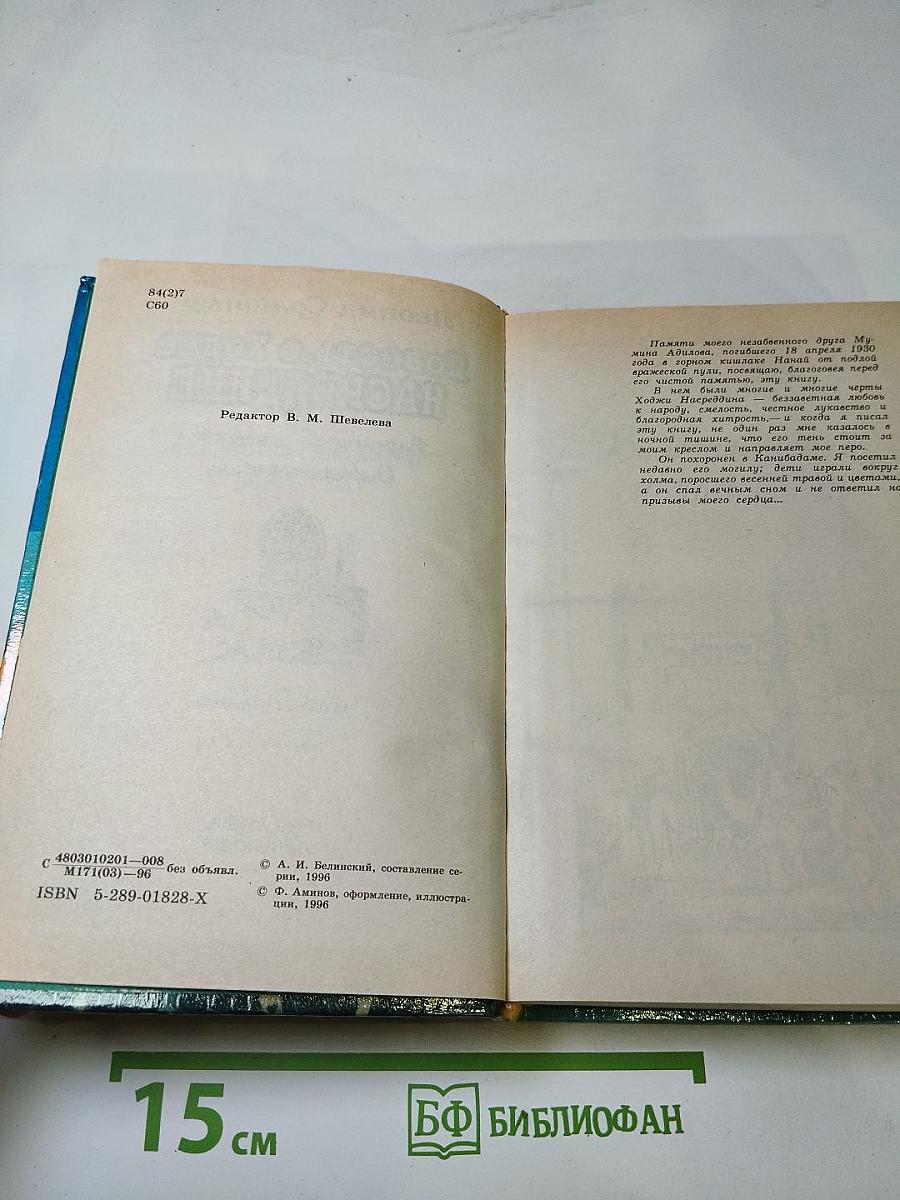 84(2)7
С60
Редактор В. М. Шевелева
С 4803010201—008 без объявл.
М171(03)—96
ISBN 5-289-01828-X
© А. И. Белинский, составление се-
рии, 1996
© Ф. Аминов, оформление, иллюстра-
ции, 1996
Памяти моего незабвенного друга Му-
мина Адилова, погибшего 18 апреля 1930
года в горном кишлаке Нанай от подлой
вражеской пули, посвящаю, благоговея перед
его чистой памятью, эту книгу.
В нем были многие и многие черты
Ходжи Насреддина — беззаветная любовь
к народу, смелость, честное лукавство и
благородная хитрость,— и когда я писал
эту книгу, не один раз мне казалось в
ночной тишине, что его тень стоит за
моим креслом и направляет мое перо.
Он похоронен в Канибадаме. Я посетил
недавно его могилу; дети играли вокруг
холма, поросшего весенней травой и цветами,
а он спал вечным сном и не ответил на
призывы моего сердца...
15 см
БФ БИБЛИОФАН